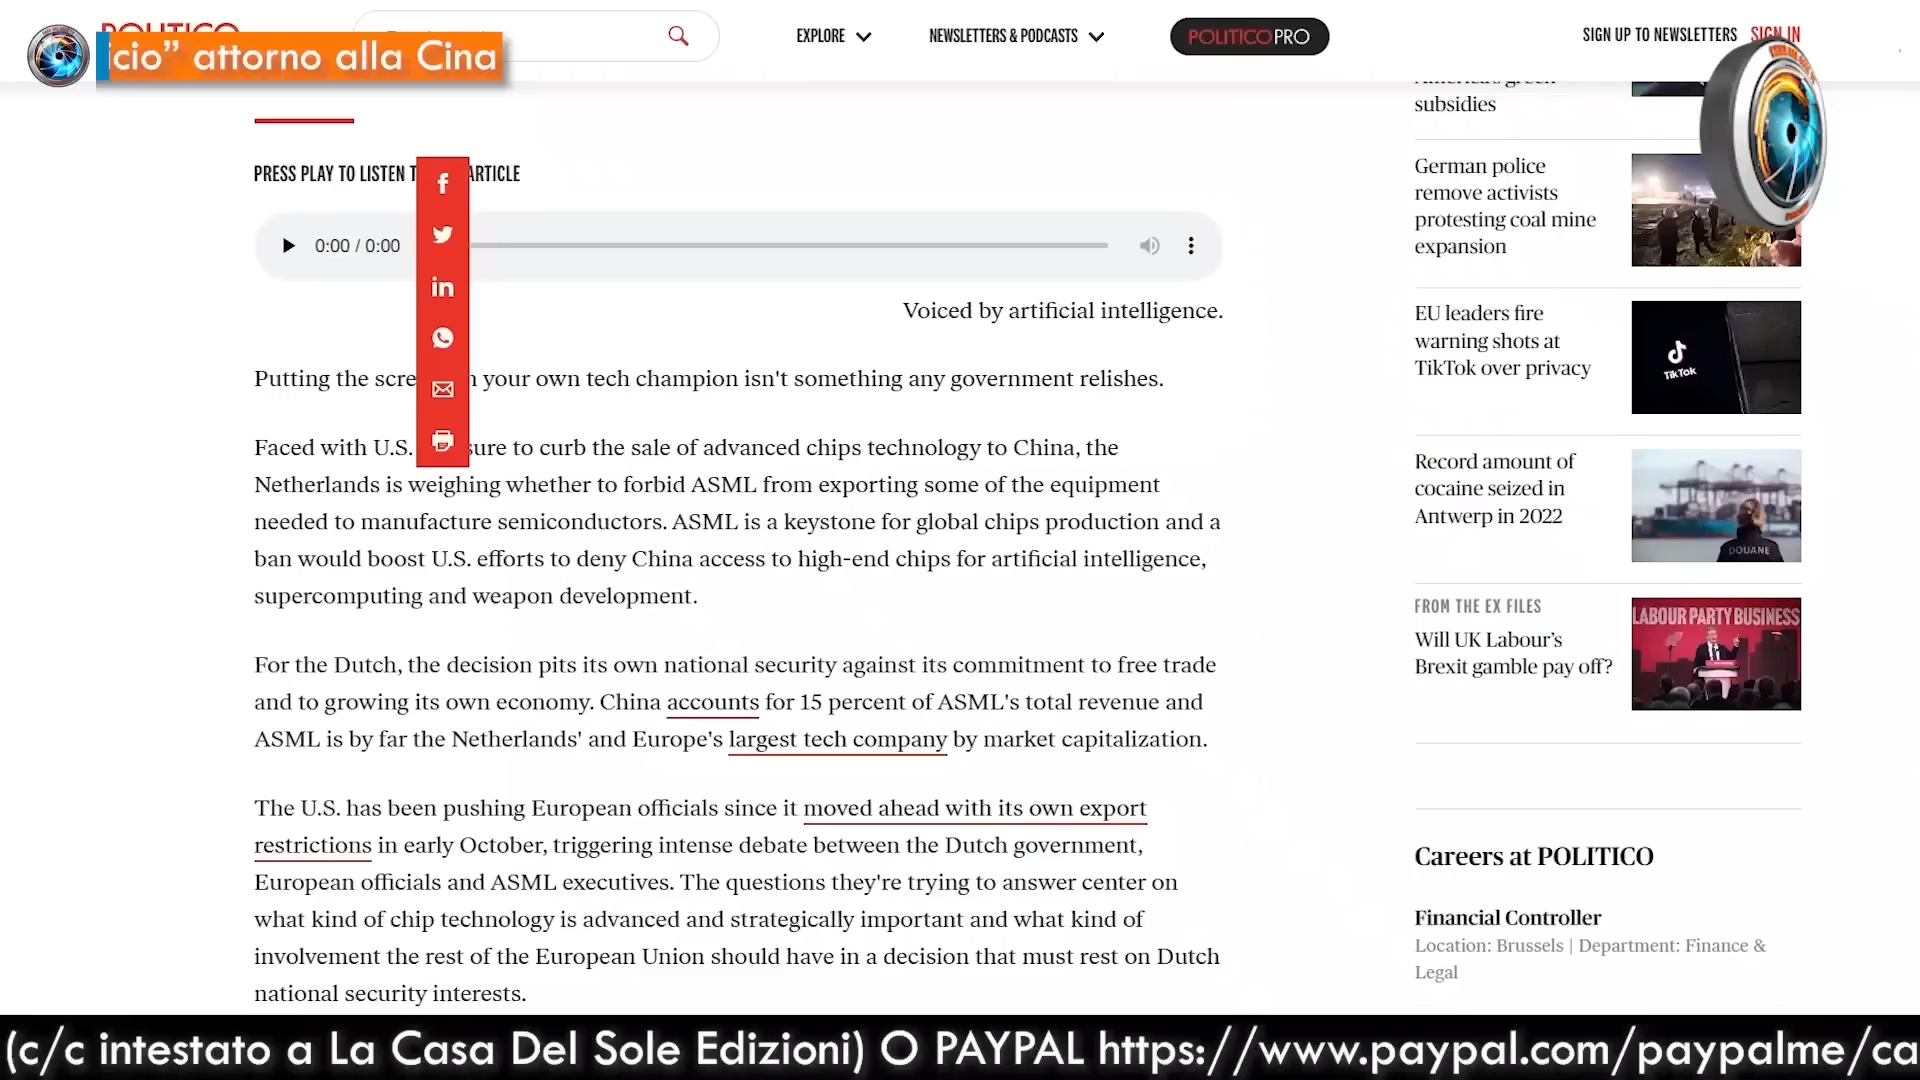 POLITICO
cio” attorno alla Cina
EXPLORE
NEWSLETTERS & PODCASTS
POLITICOPRO
SIGN UP TO NEWSLETTERS
SIGN IN
PRESS PLAY TO LISTEN T ARTICLE
0:00 / 0:00
Voiced by artificial intelligence.
Putting the scre your own tech champion isn't something any government relishes.
Faced with U.S. sure to curb the sale of advanced chips technology to China, the
Netherlands is weighing whether to forbid ASML from exporting some of the equipment
needed to manufacture semiconductors. ASML is a keystone for global chips production and a
ban would boost U.S. efforts to deny China access to high-end chips for artificial intelligence,
supercomputing and weapon development.
For the Dutch, the decision pits its own national security against its commitment to free trade
and to growing its own economy. China accounts for 15 percent of ASML's total revenue and
ASML is by far the Netherlands' and Europe's largest tech company by market capitalization.
The U.S. has been pushing European officials since it moved ahead with its own export
restrictions in early October, triggering intense debate between the Dutch government,
European officials and ASML executives. The questions they're trying to answer center on
what kind of chip technology is advanced and strategically important and what kind of
involvement the rest of the European Union should have in a decision that must rest on Dutch
national security interests.
subsidies
German police
remove activists
protesting coal mine
expansion
EU leaders fire
warning shots at
TikTok over privacy
TikTok
Record amount of
cocaine seized in
Antwerp in 2022
DOUANE
FROM THE EX FILES
Will UK Labour’s
Brexit gamble pay off?
LABOUR PARTY BUSINESS
Careers at POLITICO
Financial Controller
Location: Brussels | Department: Finance &
Legal
(c/c intestato a La Casa Del Sole Edizioni) O PAYPAL https://www.paypal.com/paypalme/ca